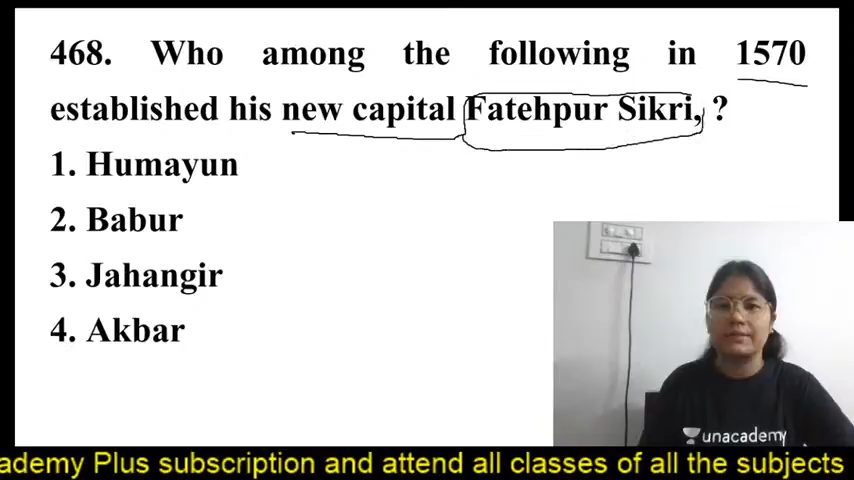 468. Who among the following in 1570
established his new capital Fatehpur Sikri, ?
1. Humayun
2. Babur
3. Jahangir
4. Akbar
unacademy
ademy Plus subscription and attend all classes of all the subjects